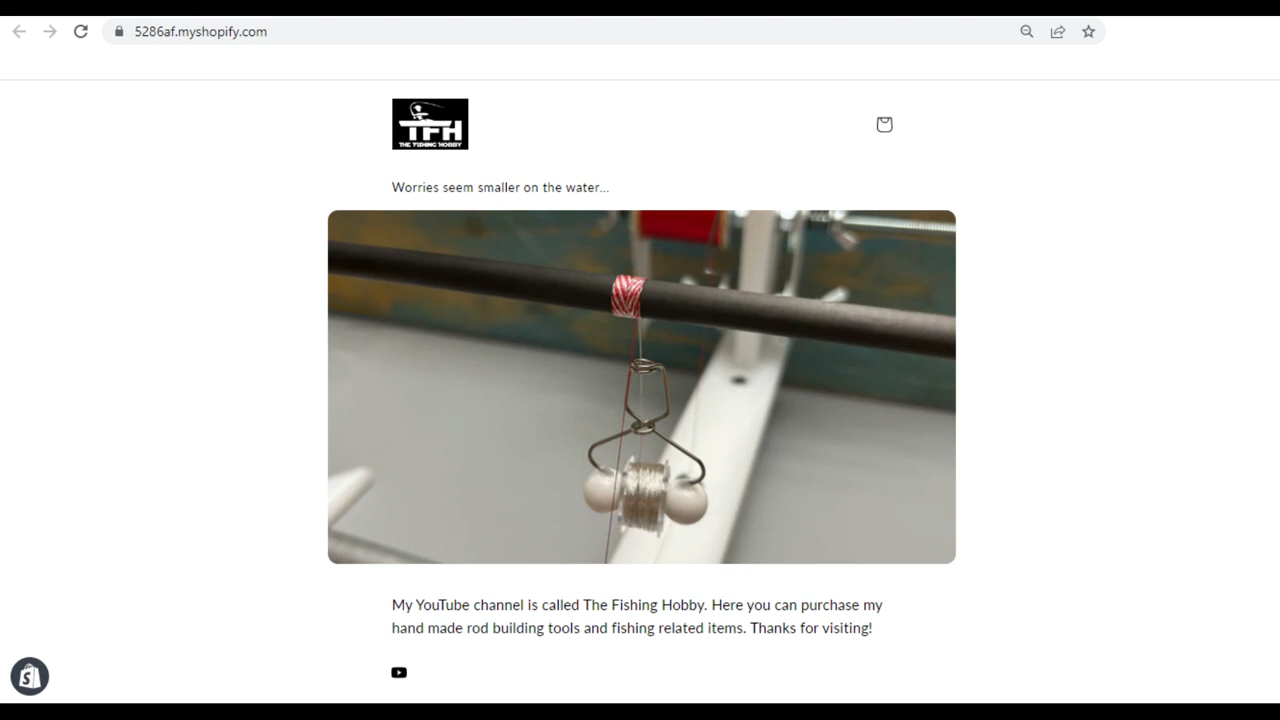 5286af.myshopify.com
TFH
THE FISHING HOBBY
Worries seem smaller on the water...
My YouTube channel is called The Fishing Hobby. Here you can purchase my
hand made rod building tools and fishing related items. Thanks for visiting!